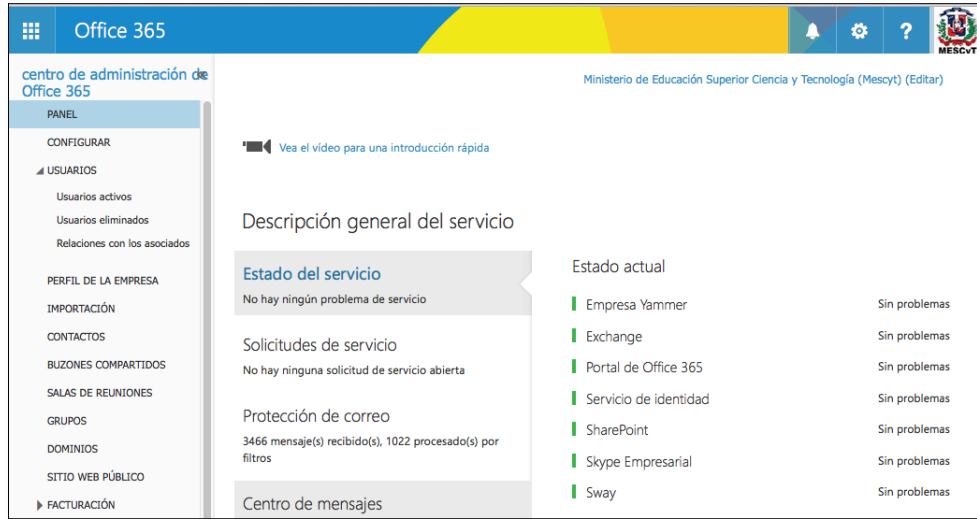 Office 365
?
MESCyT
centro de administración de
Office 365
PANEL
CONFIGURAR
USUARIOS
Usuarios activos
Usuarios eliminados
Relaciones con los asociados
PERFIL DE LA EMPRESA
IMPORTACIÓN
CONTACTOS
BUZONES COMPARTIDOS
SALAS DE REUNIONES
GRUPOS
DOMINIOS
SITIO WEB PÚBLICO
FACTURACIÓN
Ministerio de Educación Superior Ciencia y Tecnología (Mescyt) (Editar)
Vea el vídeo para una introducción rápida
Descripción general del servicio
Estado del servicio
No hay ningún problema de servicio
Solicitudes de servicio
No hay ninguna solicitud de servicio abierta
Protección de correo
3466 mensaje(s) recibido(s), 1022 procesado(s) por
filtros
Centro de mensajes
Estado actual
Empresa Yammer Sin problemas
Exchange Sin problemas
Portal de Office 365 Sin problemas
Servicio de identidad Sin problemas
SharePoint Sin problemas
Skype Empresarial Sin problemas
Sway Sin problemas